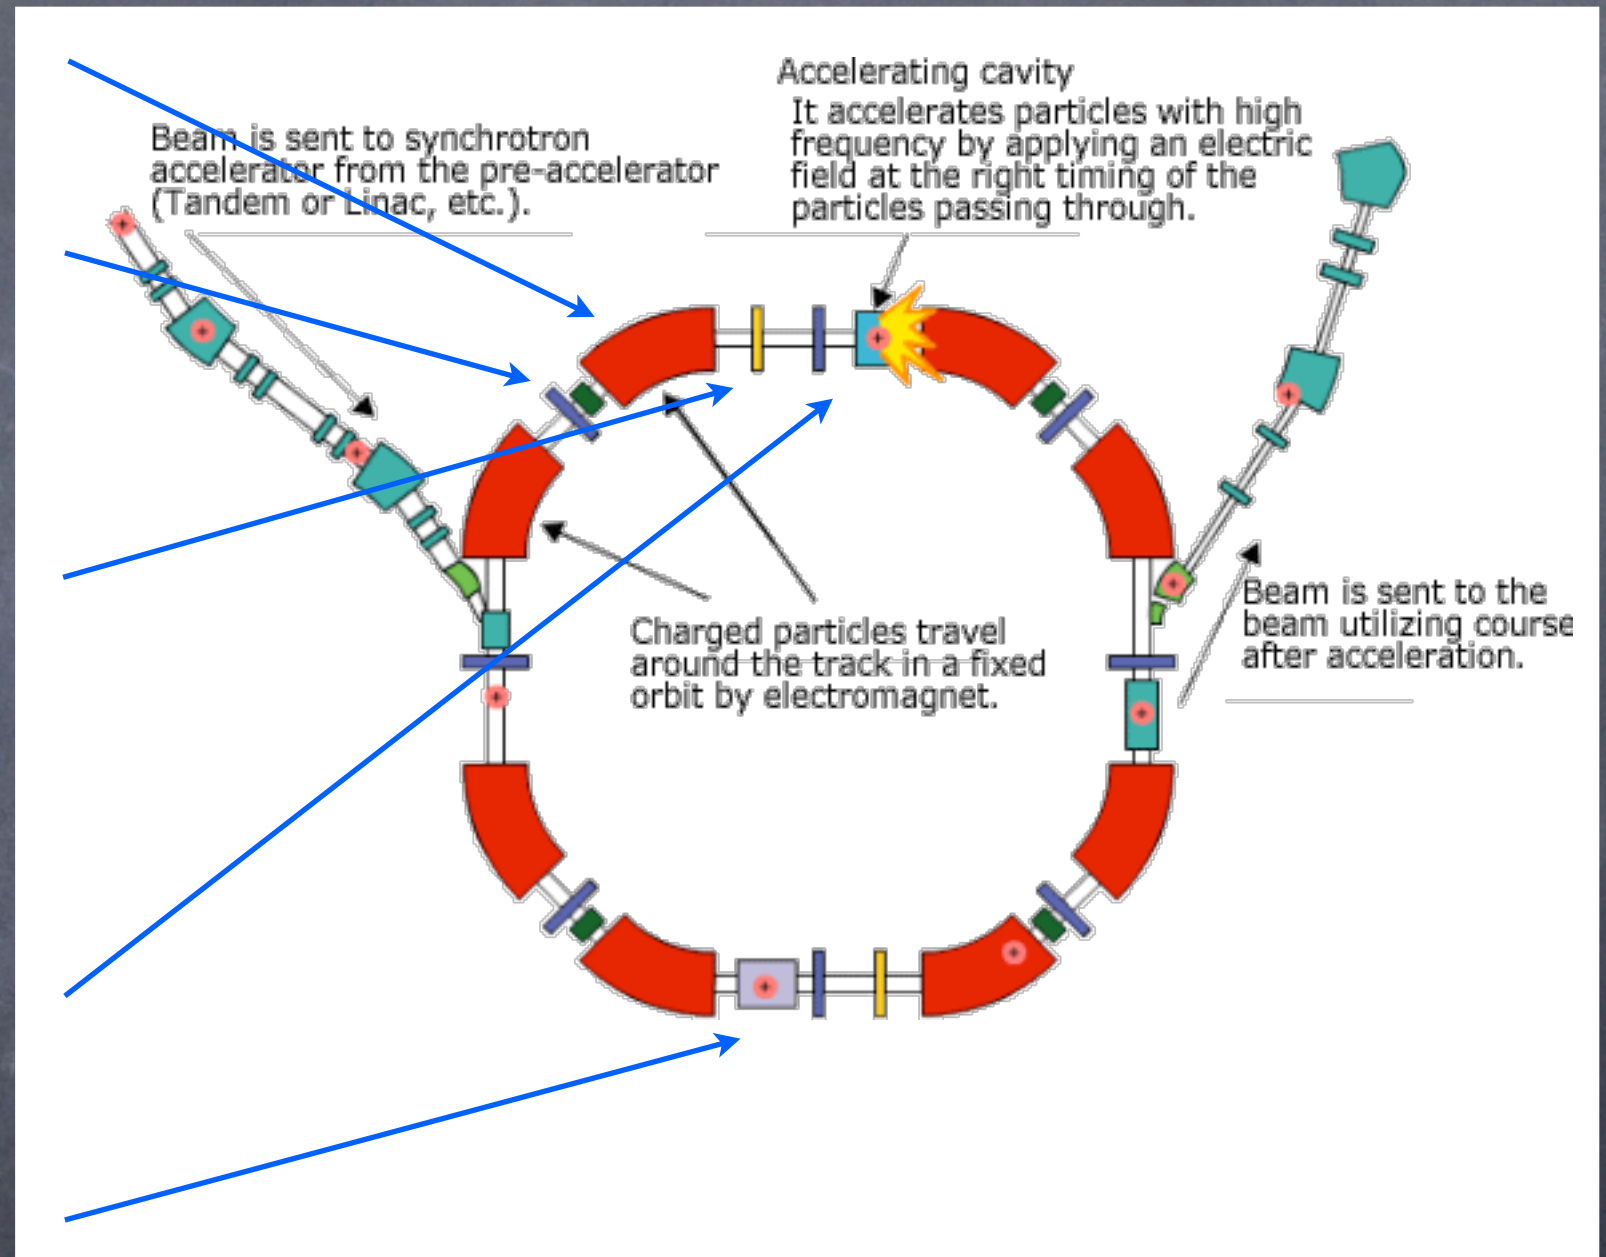 Accelerating cavity
It accelerates particles with high
frequency by applying an electric
field at the right timing of the
particles passing through.
Beam is sent to synchrotron
accelerator from the pre-accelerator
(Tandem or Linac, etc.).
Charged particles travel
around the track in a fixed
orbit by electromagnet.
Beam is sent to the
beam utilizing course
after acceleration.